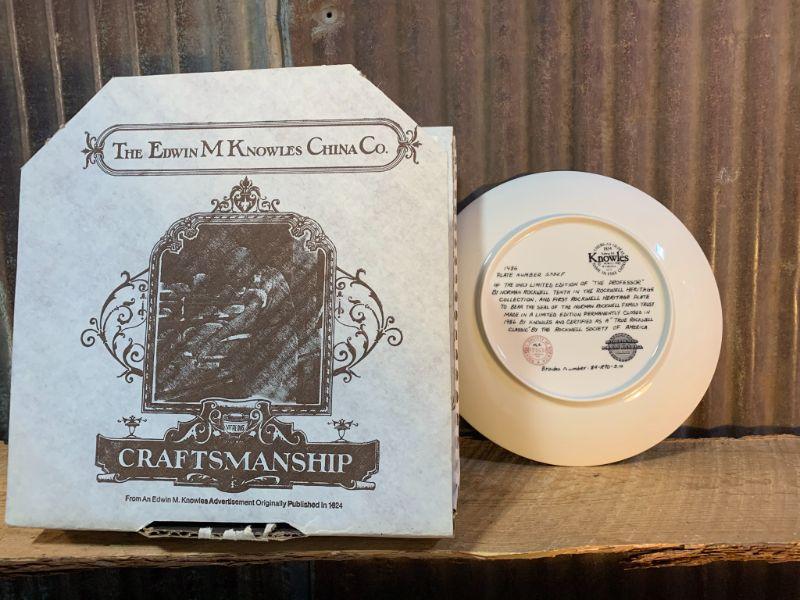 THE EDWIN M KNOWLES CHINA CO.
VITREOUS
CRAFTSMANSHIP
From An Edwin M. Knowles Advertisement Originally Published In 1624
Knowles
1986
PLATE NUMBER
OF THE ONLY LIMITED EDITION OF "THE PROFESSOR"
BY NORMAN ROCKWELL TENTH IN THE ROCKWELL HERITAGE
COLLECTION, AND FIRST ROCKWELL HERITAGE PLATE
TO BEAR THE SEAL OF THE NORMAN ROCKWELL FAMILY TRUST
MADE IN A LIMITED EDITION PERMANENTLY CLOSED IN
1986 BY KNOWLES AND CERTIFIED AS A "TRUE ROCKWELL
CLASSIC" BY THE ROCKWELL SOCIETY OF AMERICA
Bradex number 84-R70-2.10